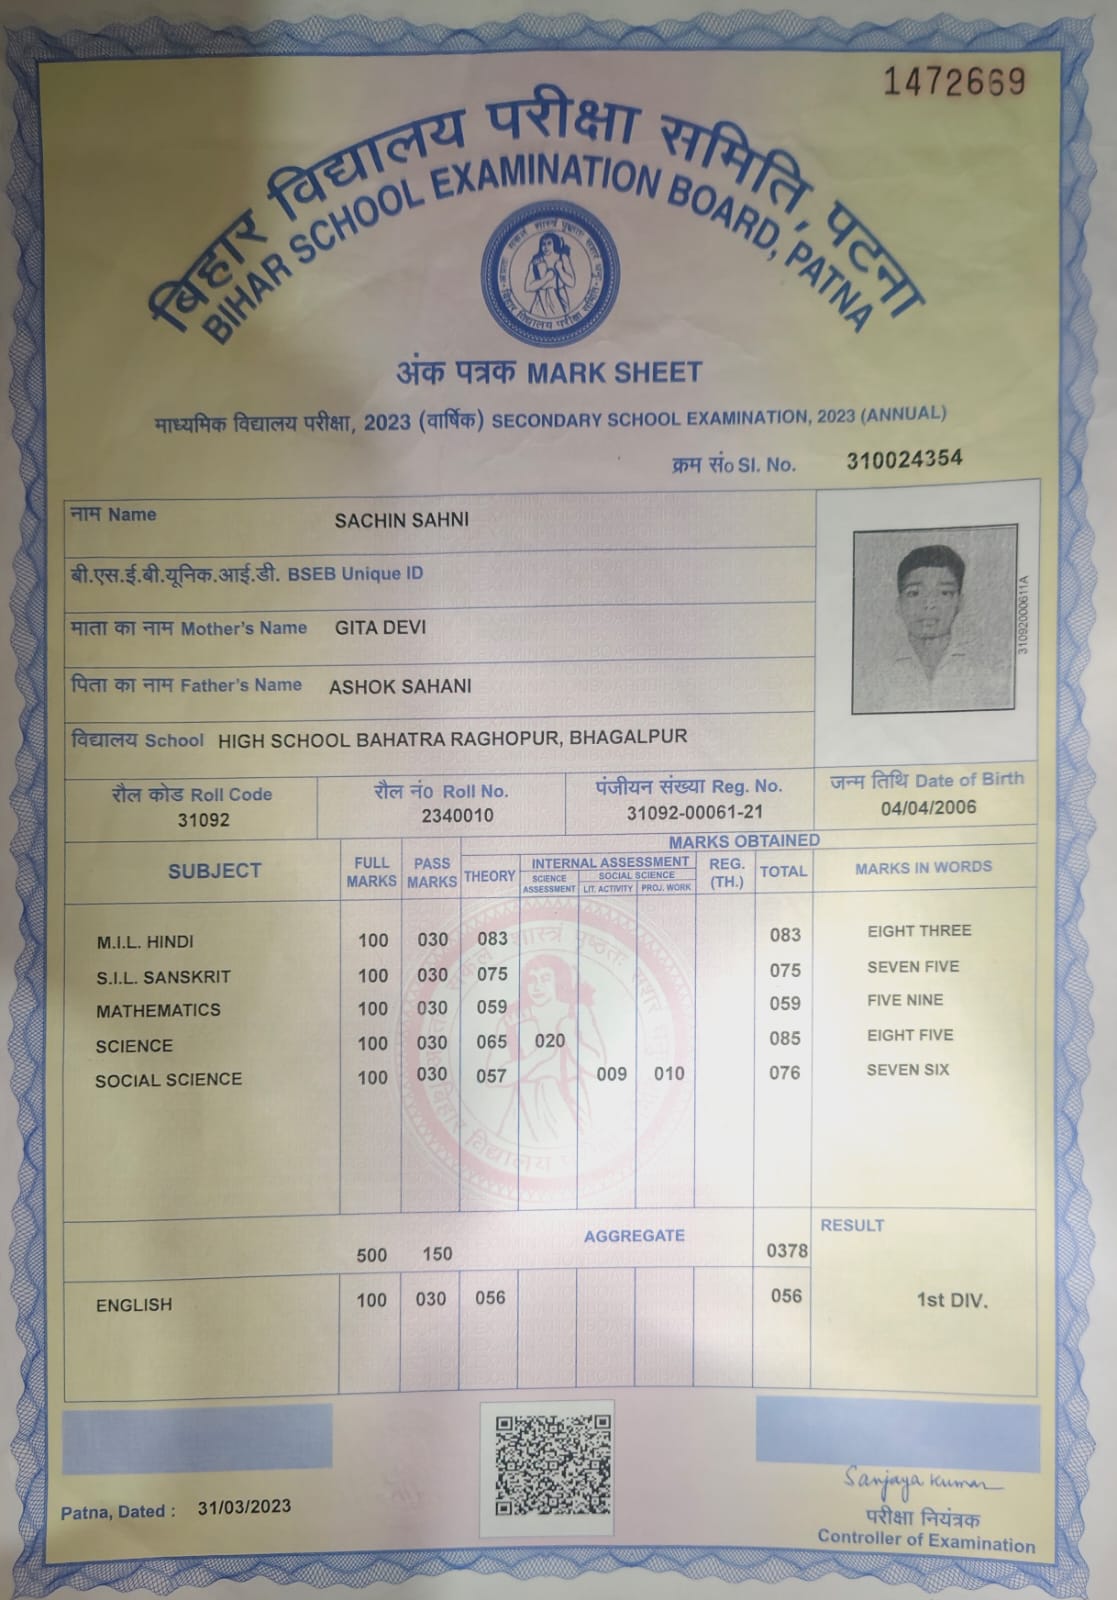 1472669
बिहार विद्यालय परीक्षा समिति, पटना
BIHAR SCHOOL EXAMINATION BOARD, PATNA
अंक पत्रक MARK SHEET
माध्यमिक विद्यालय परीक्षा, 2023 (वार्षिक) SECONDARY SCHOOL EXAMINATION, 2023 (ANNUAL)
क्रम सं० SI. No. 310024354
नाम Name SACHIN SAHNI
बी.एस.ई.बी.यूनिक.आई.डी. BSEB Unique ID
माता का नाम Mother's Name GITA DEVI
पिता का नाम Father's Name ASHOK SAHANI
31092000611A
विद्यालय School HIGH SCHOOL BAHATRA RAGHOPUR, BHAGALPUR
रौल कोड Roll Code रौल नं० Roll No. पंजीयन संख्या Reg. No. जन्म तिथि Date of Birth
31092 2340010 31092-00061-21 04/04/2006
MARKS OBTAINED
SUBJECT FULL MARKS PASS MARKS THEORY INTERNAL ASSESSMENT REG. (TH.) TOTAL MARKS IN WORDS
SCIENCE ASSESSMENT SOCIAL SCIENCE
LIT. ACTIVITY PROJ. WORK
M.I.L. HINDI 100 030 083 083 EIGHT THREE
S.I.L. SANSKRIT 100 030 075 075 SEVEN FIVE
MATHEMATICS 100 030 059 059 FIVE NINE
SCIENCE 100 030 065 020 085 EIGHT FIVE
SOCIAL SCIENCE 100 030 057 009 010 076 SEVEN SIX
500 150 AGGREGATE 0378 RESULT
ENGLISH 100 030 056 056 1st DIV.
Patna, Dated : 31/03/2023
Sanjaya Kumar
परीक्षा नियंत्रक
Controller of Examination